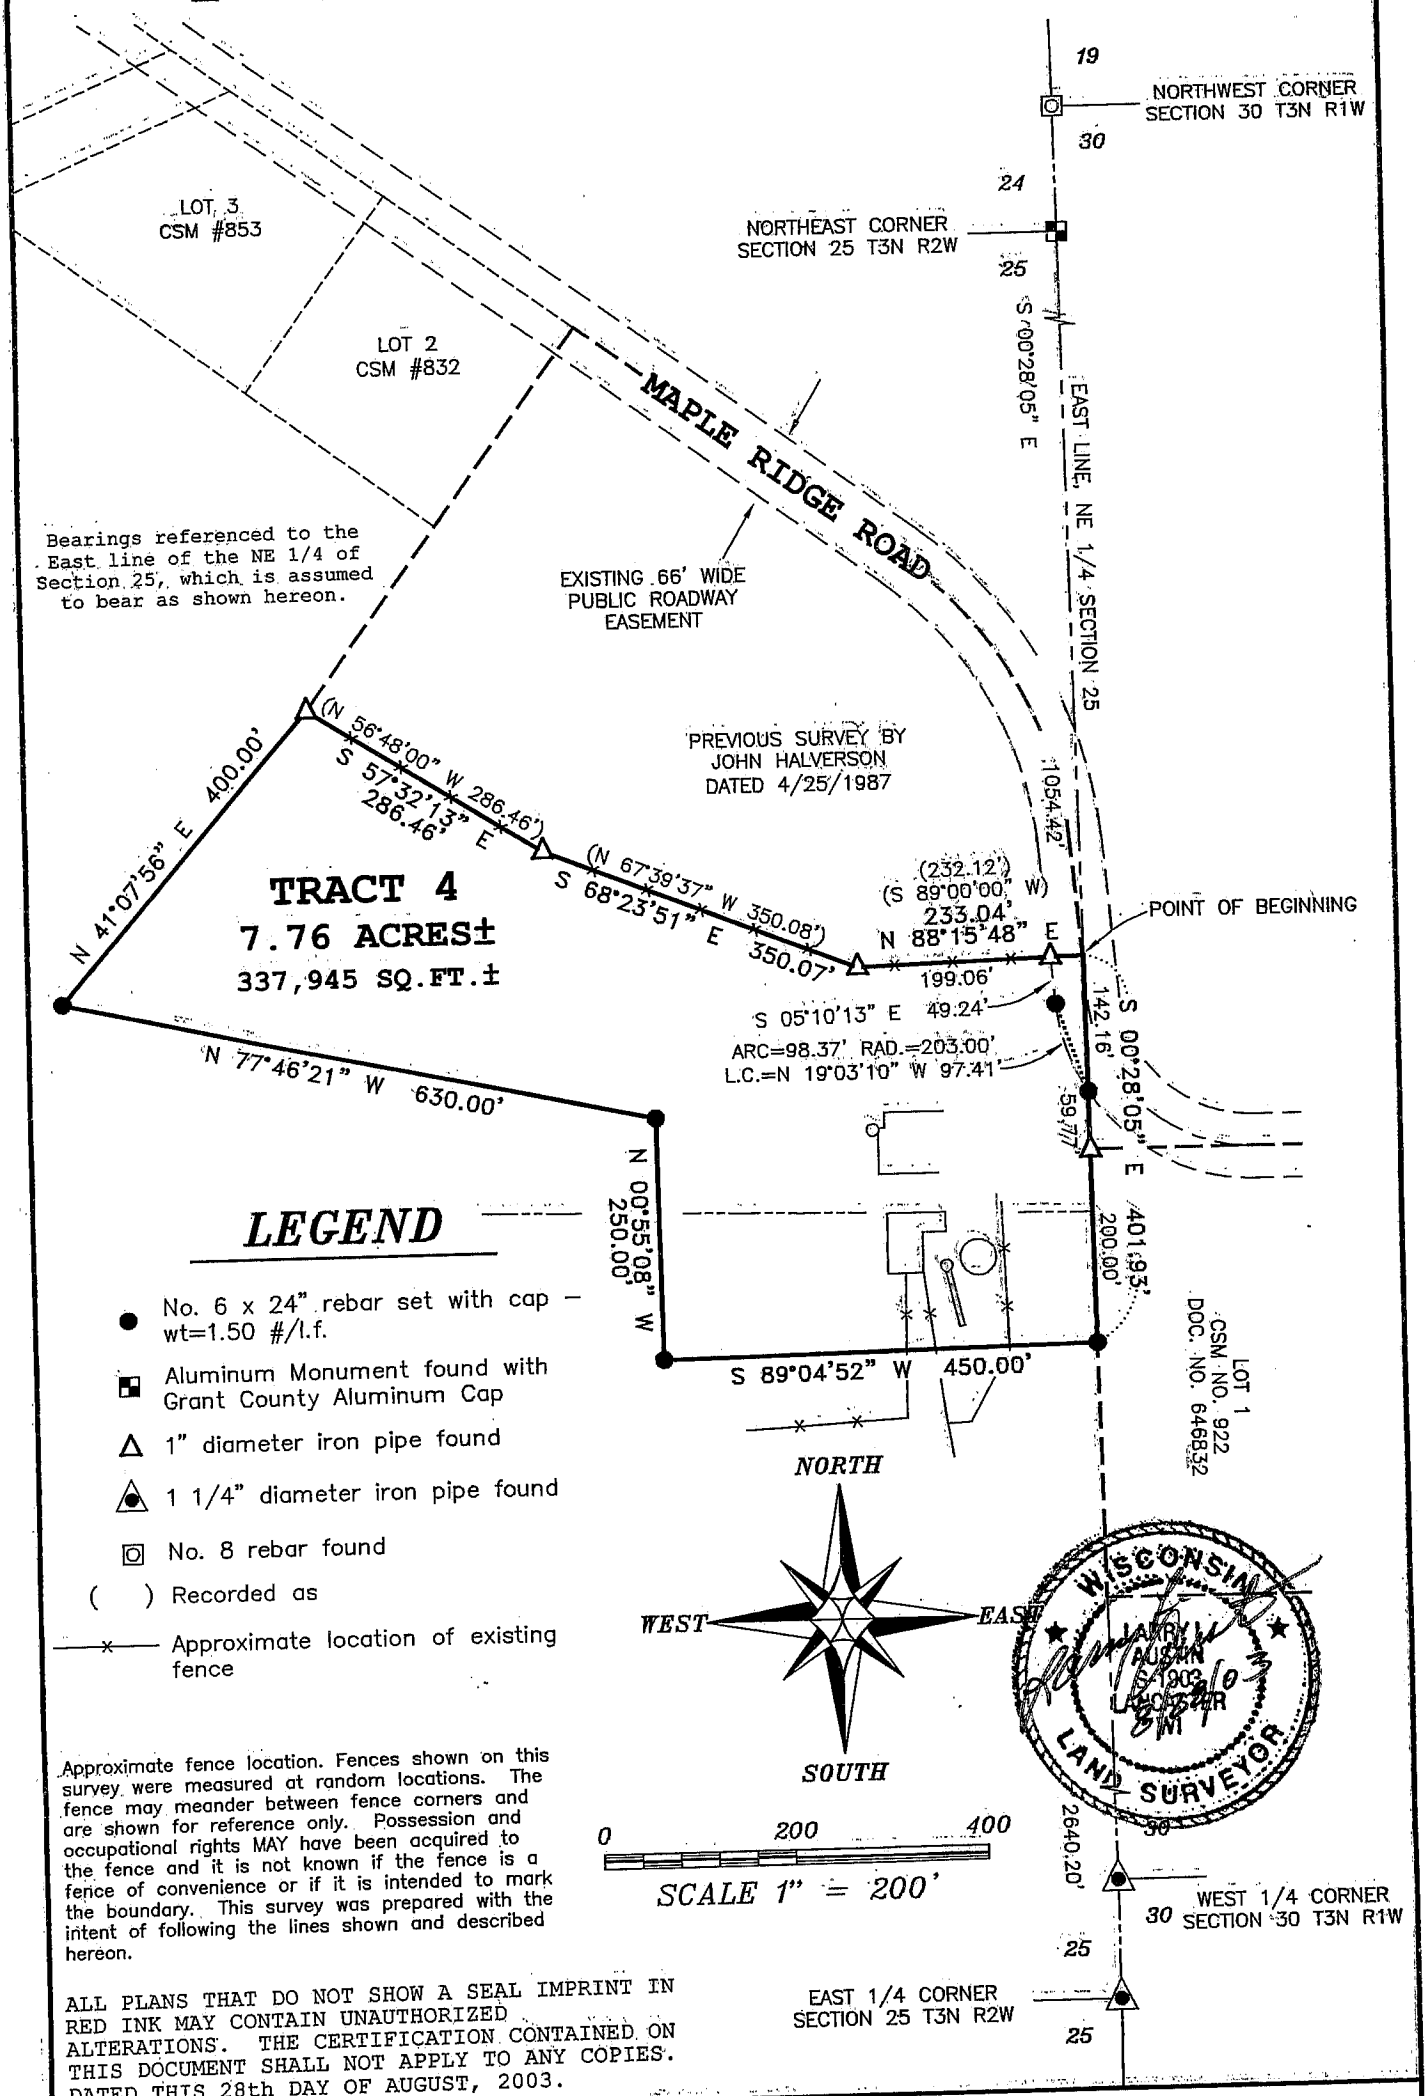 19
NORTHWEST CORNER
SECTION 30 T3N R1W
30
24
NORTHEAST CORNER
SECTION 25 T3N R2W
25
LOT 3
CSM #853
LOT 2
CSM #832
S 00°28'05" E
EAST LINE, NE 1/4 SECTION 25
MAPLE RIDGE ROAD
Bearings referenced to the
East line of the NE 1/4 of
Section 25, which is assumed
to bear as shown hereon.
EXISTING 66' WIDE
PUBLIC ROADWAY
EASEMENT
PREVIOUS SURVEY BY
JOHN HALVERSON
DATED 4/25/1987
1054.42'
(N 56°48'00" W 286.46')
S 57°32'13" E
286.46'
N 41°07'56" E 400.00'
(N 67°39'37" W 350.08')
S 68°23'51" E 350.07'
(232.12')
(S 89°00'00" W)
233.04'
N 88°15'48" E
199.06'
POINT OF BEGINNING
TRACT 4
7.76 ACRES±
337,945 SQ.FT.±
S 05°10'13" E 49.24'
ARC=98.37' RAD.=203.00'
L.C.=N 19°03'10" W 97.41'
142.16'
S 00°28'05" E 401.93'
59.77'
200.00'
N 77°46'21" W 630.00'
N 00°55'08" W
250.00'
S 89°04'52" W 450.00'
LOT 1
CSM NO. 922
DOC. NO. 646832
LEGEND
No. 6 x 24" rebar set with cap –
wt=1.50 #/l.f.
Aluminum Monument found with
Grant County Aluminum Cap
1" diameter iron pipe found
1 1/4" diameter iron pipe found
No. 8 rebar found
( ) Recorded as
x Approximate location of existing
fence
NORTH
WEST
EAST
SOUTH
WISCONSIN
LARRY L.
AUSTIN
S-1903
LANCASTER
WI
LAND SURVEYOR
Approximate fence location. Fences shown on this
survey were measured at random locations. The
fence may meander between fence corners and
are shown for reference only. Possession and
occupational rights MAY have been acquired to
the fence and it is not known if the fence is a
fence of convenience or if it is intended to mark
the boundary. This survey was prepared with the
intent of following the lines shown and described
hereon.
0 200 400
SCALE 1" = 200'
2640.20'
30
WEST 1/4 CORNER
SECTION 30 T3N R1W
30
25
EAST 1/4 CORNER
SECTION 25 T3N R2W
25
ALL PLANS THAT DO NOT SHOW A SEAL IMPRINT IN
RED INK MAY CONTAIN UNAUTHORIZED
ALTERATIONS. THE CERTIFICATION CONTAINED ON
THIS DOCUMENT SHALL NOT APPLY TO ANY COPIES.
DATED THIS 28th DAY OF AUGUST, 2003.